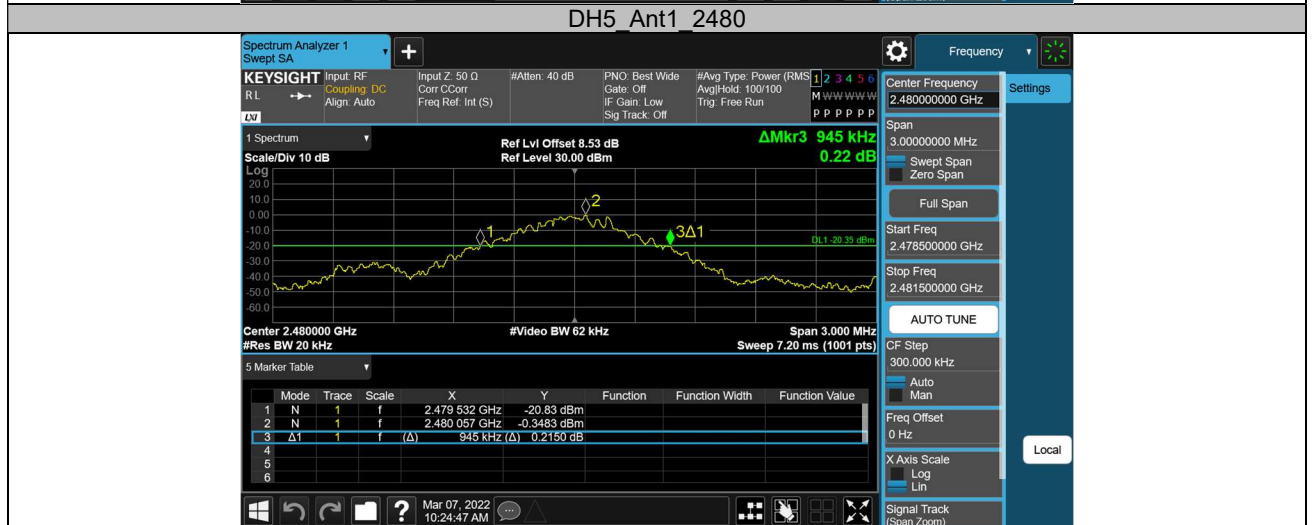 DH5_Ant1_2480
Spectrum Analyzer 1
Swept SA
Frequency
KEYSIGHT
RL
LXI
Input: RF
Coupling: DC
Align: Auto
Input Z: 50 Ω
Corr CCorr
Freq Ref: Int (S)
#Atten: 40 dB
PNO: Best Wide
Gate: Off
IF Gain: Low
Sig Track: Off
#Avg Type: Power (RMS
Avg|Hold: 100/100
Trig: Free Run
1 2 3 4 5 6
M W W W W W
P P P P P P
Center Frequency
2.480000000 GHz
Settings
1 Spectrum
Scale/Div 10 dB
Ref Lvl Offset 8.53 dB
Ref Level 30.00 dBm
ΔMkr3 945 kHz
0.22 dB
Log
20.0
10.0
0.00
-10.0
-20.0
-30.0
-40.0
-50.0
-60.0
1
2
3Δ1
DL1 -20.35 dBm
Center 2.480000 GHz
#Res BW 20 kHz
#Video BW 62 kHz
Span 3.000 MHz
Sweep 7.20 ms (1001 pts)
Span
3.00000000 MHz
Swept Span
Zero Span
Full Span
Start Freq
2.478500000 GHz
Stop Freq
2.481500000 GHz
AUTO TUNE
CF Step
300.000 kHz
Auto
Man
Freq Offset
0 Hz
X Axis Scale
Log
Lin
Signal Track
(Span Zoom)
Local
5 Marker Table
Mode Trace Scale X Y Function Function Width Function Value
1 N 1 f 2.479 532 GHz -20.83 dBm
2 N 1 f 2.480 057 GHz -0.3483 dBm
3 Δ1 1 f (Δ) 945 kHz (Δ) 0.2150 dB
4
5
6
?
Mar 07, 2022
10:24:47 AM